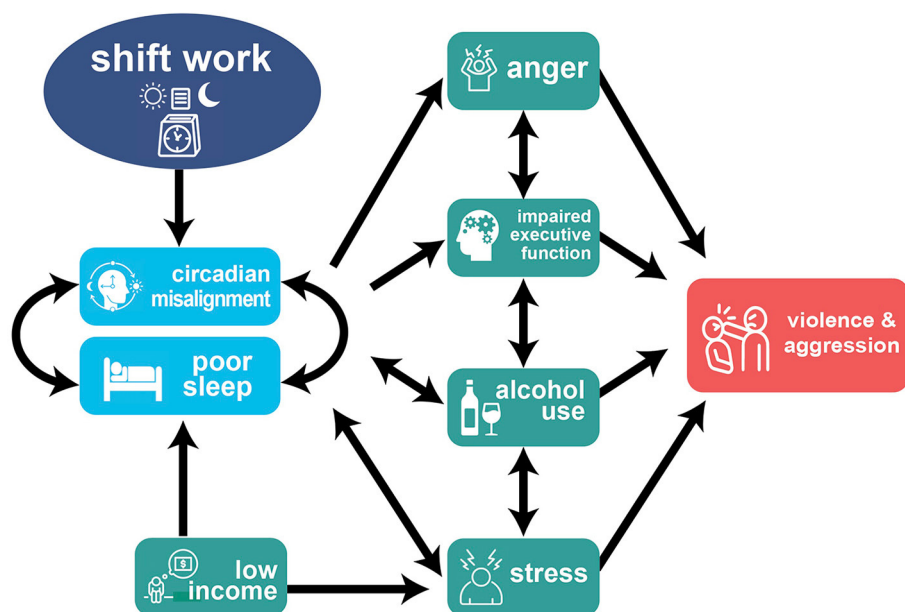 shift work
anger
impaired
executive
function
circadian
misalignment
violence &
aggression
poor
sleep
alcohol
use
low
income
$
stress